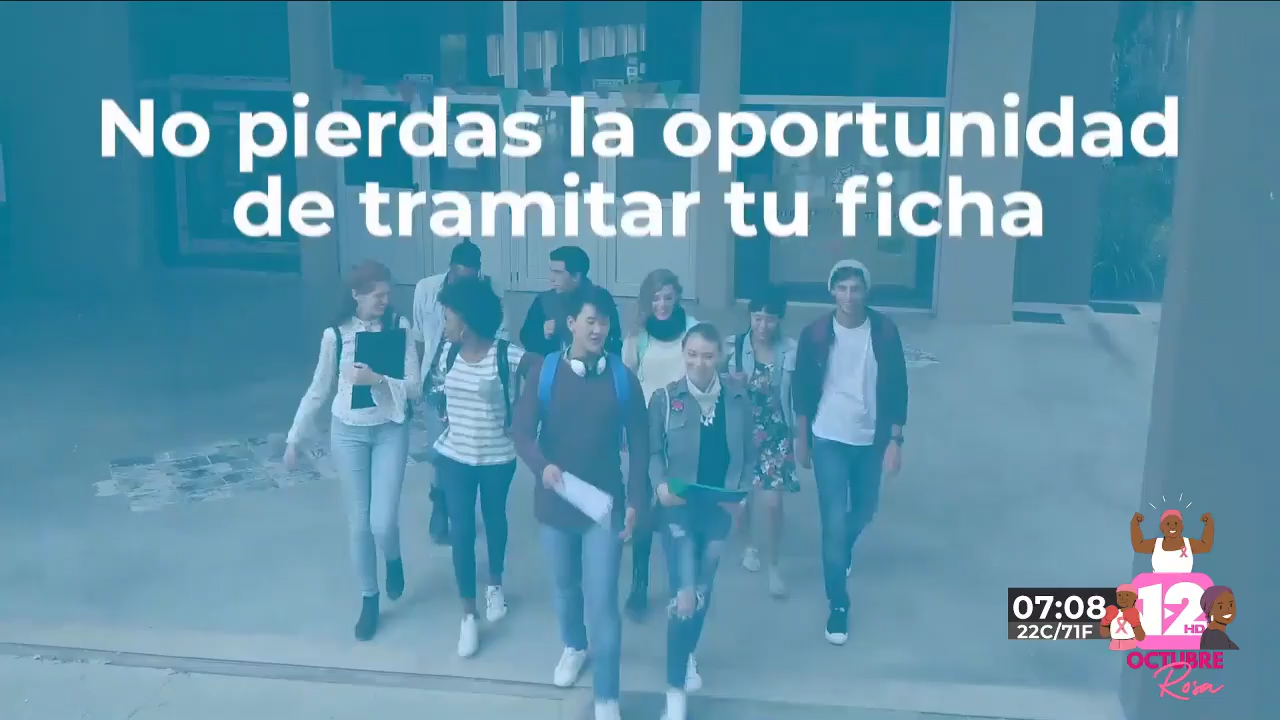 No pierdas la oportunidad
de tramitar tu ficha
07:08
22C/71F
12
HD
OCTUBRE
Rosa